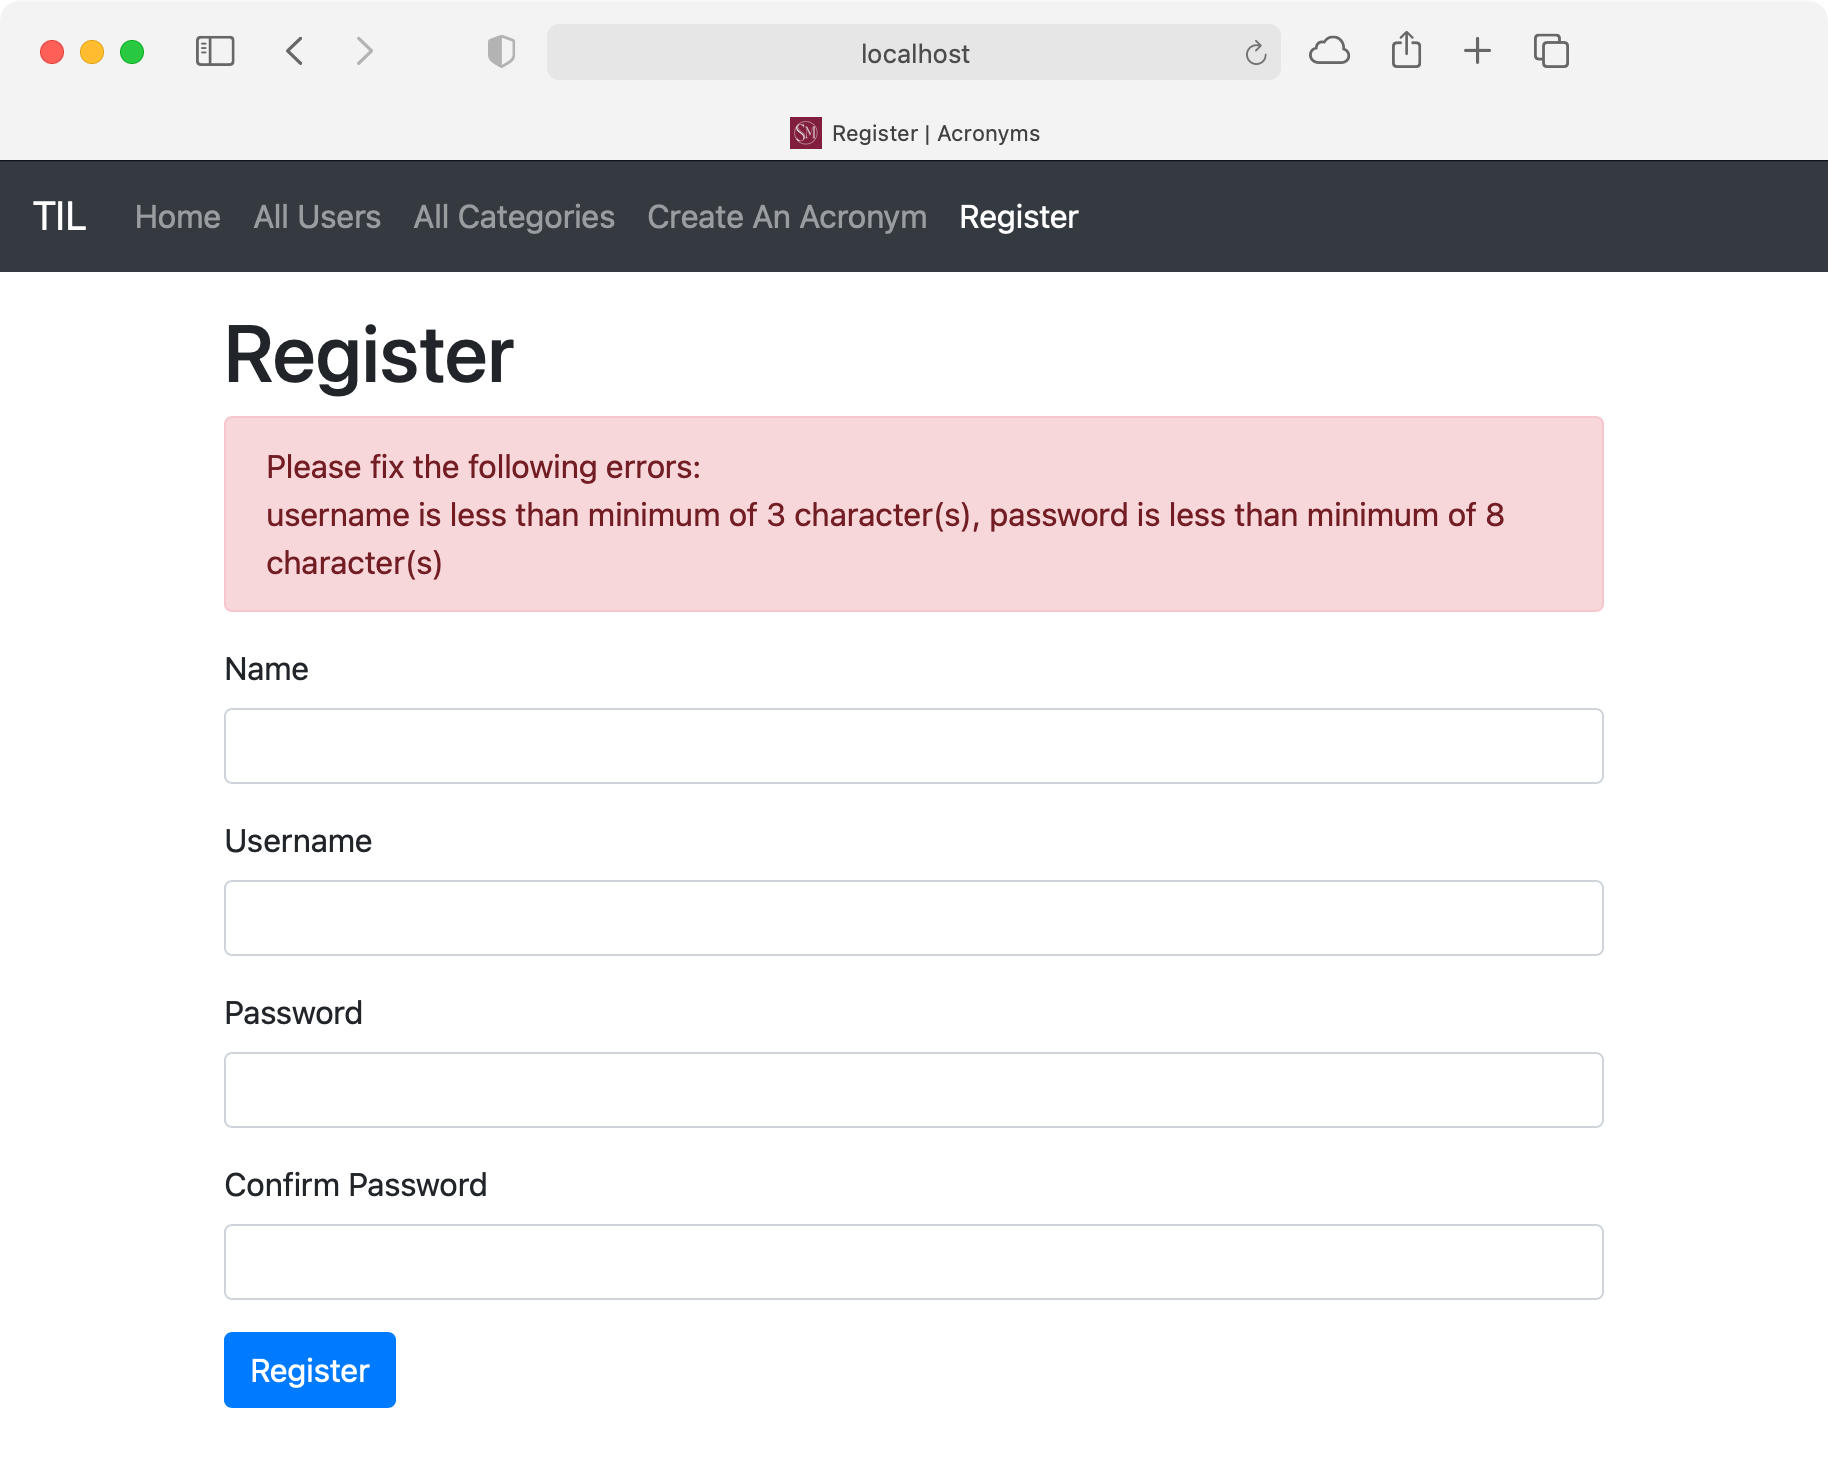 localhost
SM Register | Acronyms
TIL Home All Users All Categories Create An Acronym Register
Register
Please fix the following errors:
username is less than minimum of 3 character(s), password is less than minimum of 8
character(s)
Name
Username
Password
Confirm Password
Register